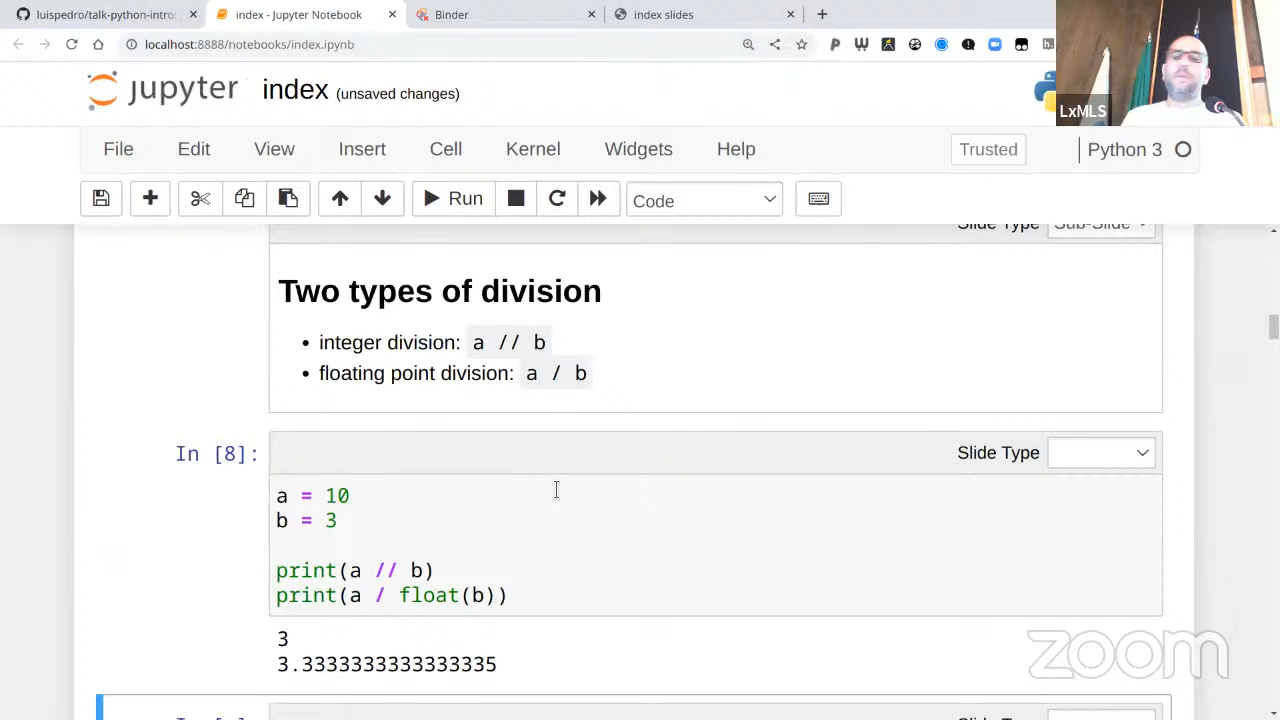 luispedro/talk-python-intro:
index - Jupyter Notebook
Binder
index slides
localhost:8888/notebooks/index.ipynb
LxMLS
jupyter index (unsaved changes)
File Edit View Insert Cell Kernel Widgets Help
Trusted
Python 3
Run
Code
Slide Type Sub-Slide
Two types of division
• integer division: a // b
• floating point division: a / b
In [8]:
Slide Type
a = 10
b = 3
print(a // b)
print(a / float(b))
3
3.3333333333333335
zoom
Slide Type